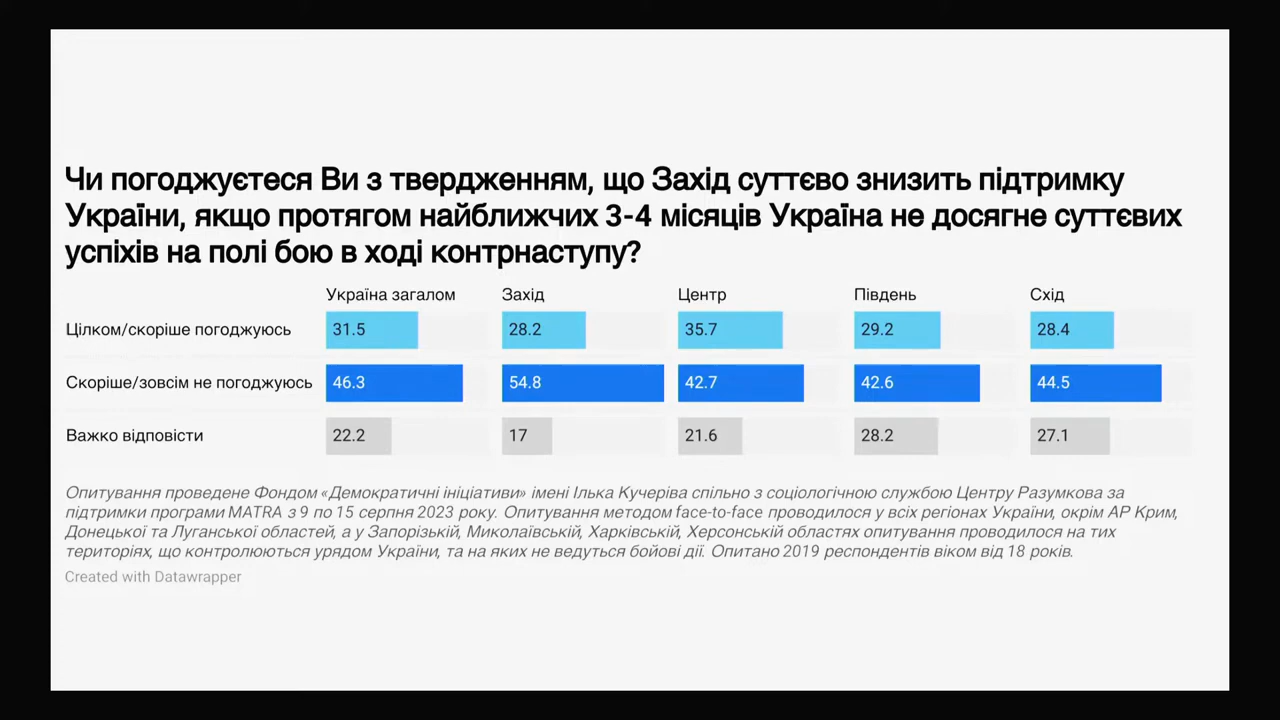 Чи погоджуєтеся Ви з твердженням, що Захід суттєво знизить підтримку
України, якщо протягом найближчих 3-4 місяців Україна не досягне суттєвих
успіхів на полі бою в ході контрнаступу?
Україна загалом Захід Центр Південь Схід
Цілком/скоріше погоджуюсь 31.5 28.2 35.7 29.2 28.4
Скоріше/зовсім не погоджуюсь 46.3 54.8 42.7 42.6 44.5
Важко відповісти 22.2 17 21.6 28.2 27.1
Опитування проведене Фондом «Демократичні ініціативи» імені Ілька Кучеріва спільно з соціологічною службою Центру Разумкова за
підтримки програми MATRA з 9 по 15 серпня 2023 року. Опитування методом face-to-face проводилося у всіх регіонах України, окрім АР Крим,
Донецької та Луганської областей, а у Запорізькій, Миколаївській, Харківській, Херсонській областях опитування проводилося на тих
територіях, що контролюються урядом України, та на яких не ведуться бойові дії. Опитано 2019 респондентів віком від 18 років.
Created with Datawrapper